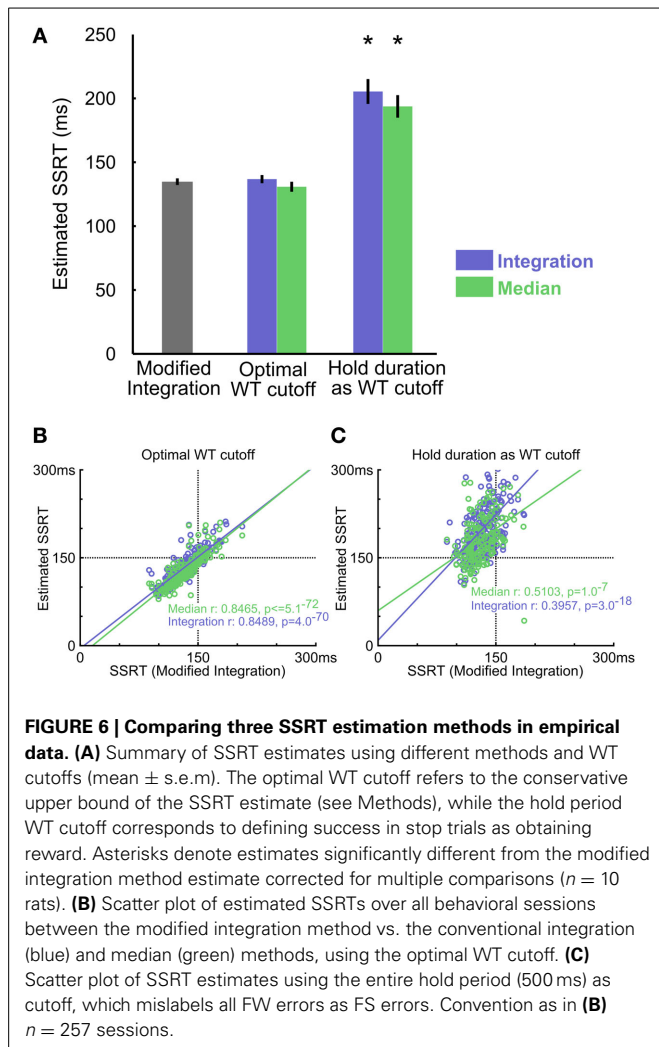 A
250
200
150
100
50
0
Estimated SSRT (ms)
* *
Integration
Median
Modified Integration
Optimal WT cutoff
Hold duration as WT cutoff
B
Optimal WT cutoff
300ms
150
0
Estimated SSRT
Median r: 0.8465, p<=5.1-72
Integration r: 0.8489, p=4.0-70
150
300ms
SSRT (Modified Integration)
C
Hold duration as WT cutoff
300ms
150
0
Estimated SSRT
Median r: 0.5103, p=1.0-7
Integration r: 0.3957, p=3.0-18
0
150
300ms
SSRT (Modified Integration)
FIGURE 6 | Comparing three SSRT estimation methods in empirical
data. (A) Summary of SSRT estimates using different methods and WT
cutoffs (mean ± s.e.m). The optimal WT cutoff refers to the conservative
upper bound of the SSRT estimate (see Methods), while the hold period
WT cutoff corresponds to defining success in stop trials as obtaining
reward. Asterisks denote estimates significantly different from the modified
integration method estimate corrected for multiple comparisons (n = 10
rats). (B) Scatter plot of estimated SSRTs over all behavioral sessions
between the modified integration method vs. the conventional integration
(blue) and median (green) methods, using the optimal WT cutoff. (C)
Scatter plot of SSRT estimates using the entire hold period (500 ms) as
cutoff, which mislabels all FW errors as FS errors. Convention as in (B)
n = 257 sessions.